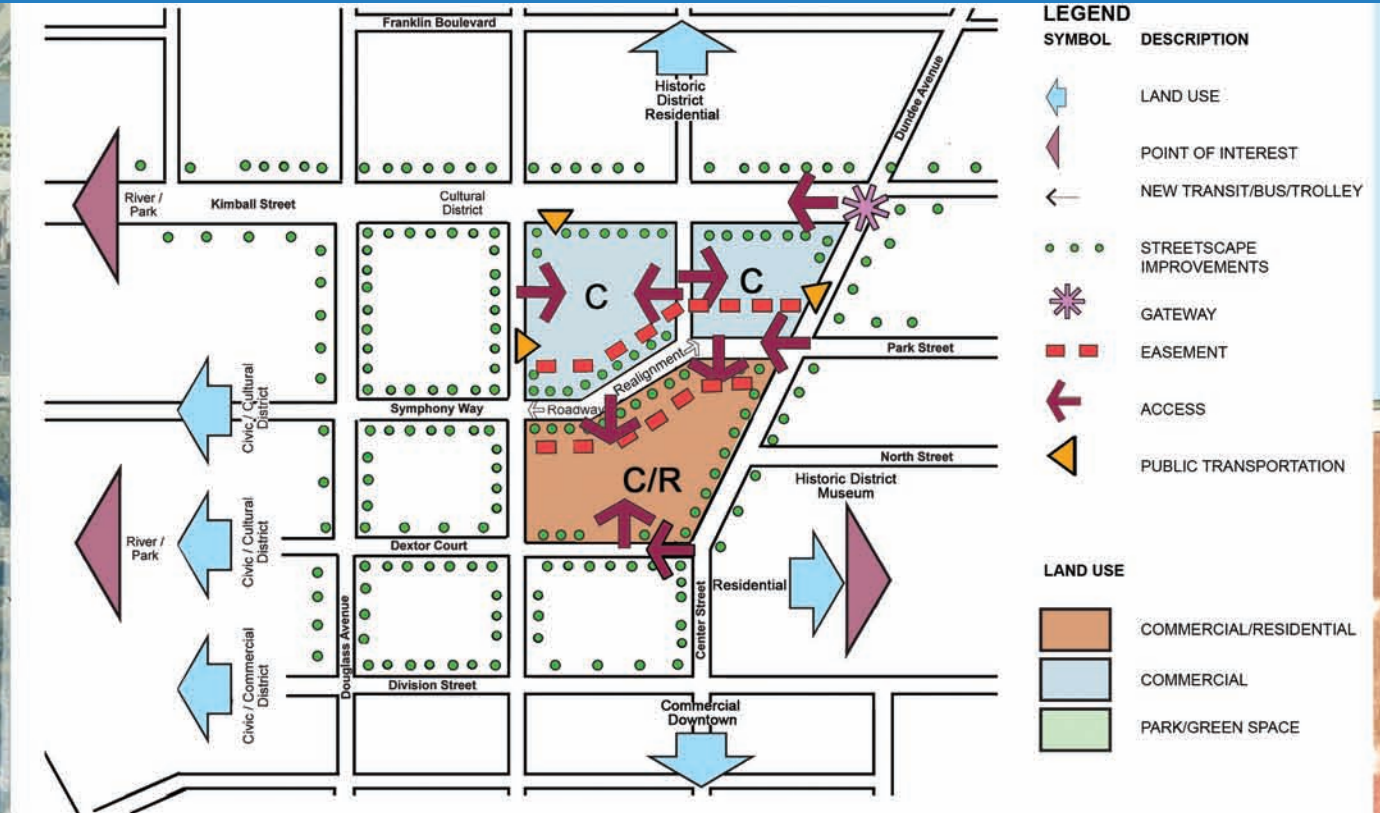 Franklin Boulevard
Historic
District
Residential
Dundee Avenue
River /
Park
Kimball Street
Cultural
District
C
C
Realignment
Park Street
Symphony Way
Roadway
Civic / Cultural
District
C/R
North Street
Historic District
Museum
River /
Park
Civic / Cultural
District
Dextor Court
Residential
Center Street
Douglass Avenue
Civic / Commercial
District
Division Street
Commercial
Downtown
LEGEND
SYMBOL DESCRIPTION
LAND USE
POINT OF INTEREST
NEW TRANSIT/BUS/TROLLEY
STREETSCAPE
IMPROVEMENTS
GATEWAY
EASEMENT
ACCESS
PUBLIC TRANSPORTATION
LAND USE
COMMERCIAL/RESIDENTIAL
COMMERCIAL
PARK/GREEN SPACE